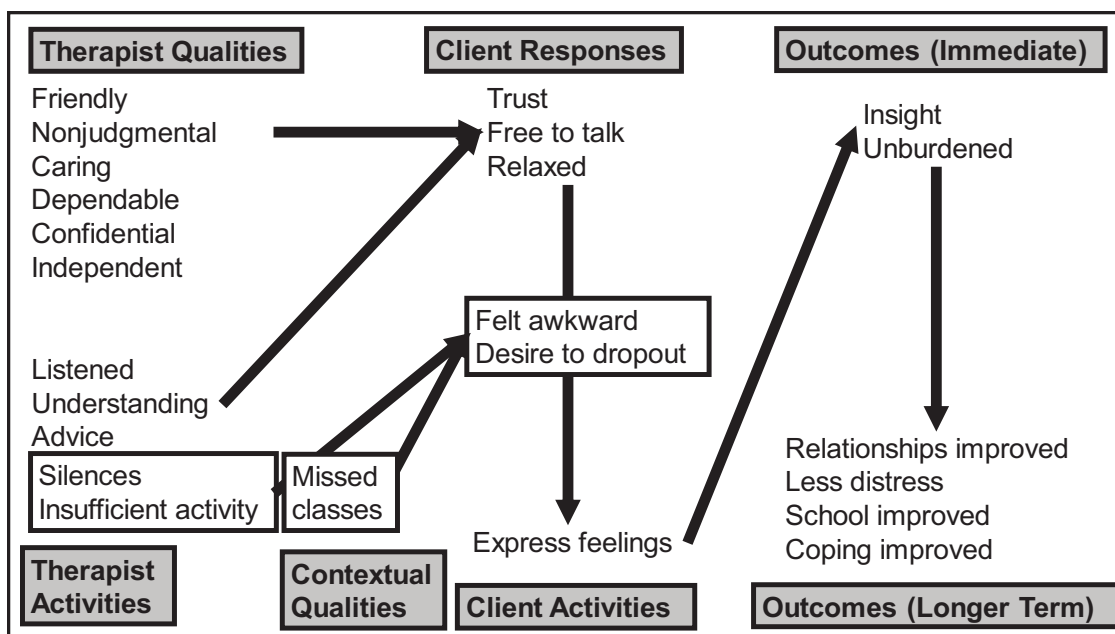 Therapist Qualities
Friendly
Nonjudgmental
Caring
Dependable
Confidential
Independent
Listened
Understanding
Advice
Silences
Insufficient activity
Therapist
Activities
Missed
classes
Contextual
Qualities
Client Responses
Trust
Free to talk
Relaxed
Felt awkward
Desire to dropout
Express feelings
Client Activities
Outcomes (Immediate)
Insight
Unburdened
Relationships improved
Less distress
School improved
Coping improved
Outcomes (Longer Term)